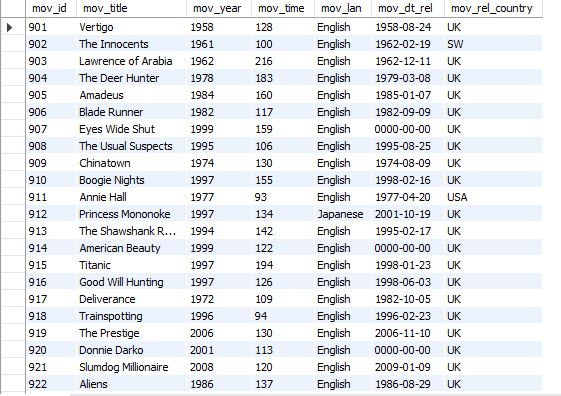 mov_id mov_title mov_year mov_time mov_lan mov_dt_rel mov_rel_country
901 Vertigo 1958 128 English 1958-08-24 UK
902 The Innocents 1961 100 English 1962-02-19 SW
903 Lawrence of Arabia 1962 216 English 1962-12-11 UK
904 The Deer Hunter 1978 183 English 1979-03-08 UK
905 Amadeus 1984 160 English 1985-01-07 UK
906 Blade Runner 1982 117 English 1982-09-09 UK
907 Eyes Wide Shut 1999 159 English 0000-00-00 UK
908 The Usual Suspects 1995 106 English 1995-08-25 UK
909 Chinatown 1974 130 English 1974-08-09 UK
910 Boogie Nights 1997 155 English 1998-02-16 UK
911 Annie Hall 1977 93 English 1977-04-20 USA
912 Princess Mononoke 1997 134 Japanese 2001-10-19 UK
913 The Shawshank R... 1994 142 English 1995-02-17 UK
914 American Beauty 1999 122 English 0000-00-00 UK
915 Titanic 1997 194 English 1998-01-23 UK
916 Good Will Hunting 1997 126 English 1998-06-03 UK
917 Deliverance 1972 109 English 1982-10-05 UK
918 Trainspotting 1996 94 English 1996-02-23 UK
919 The Prestige 2006 130 English 2006-11-10 UK
920 Donnie Darko 2001 113 English 0000-00-00 UK
921 Slumdog Millionaire 2008 120 English 2009-01-09 UK
922 Aliens 1986 137 English 1986-08-29 UK